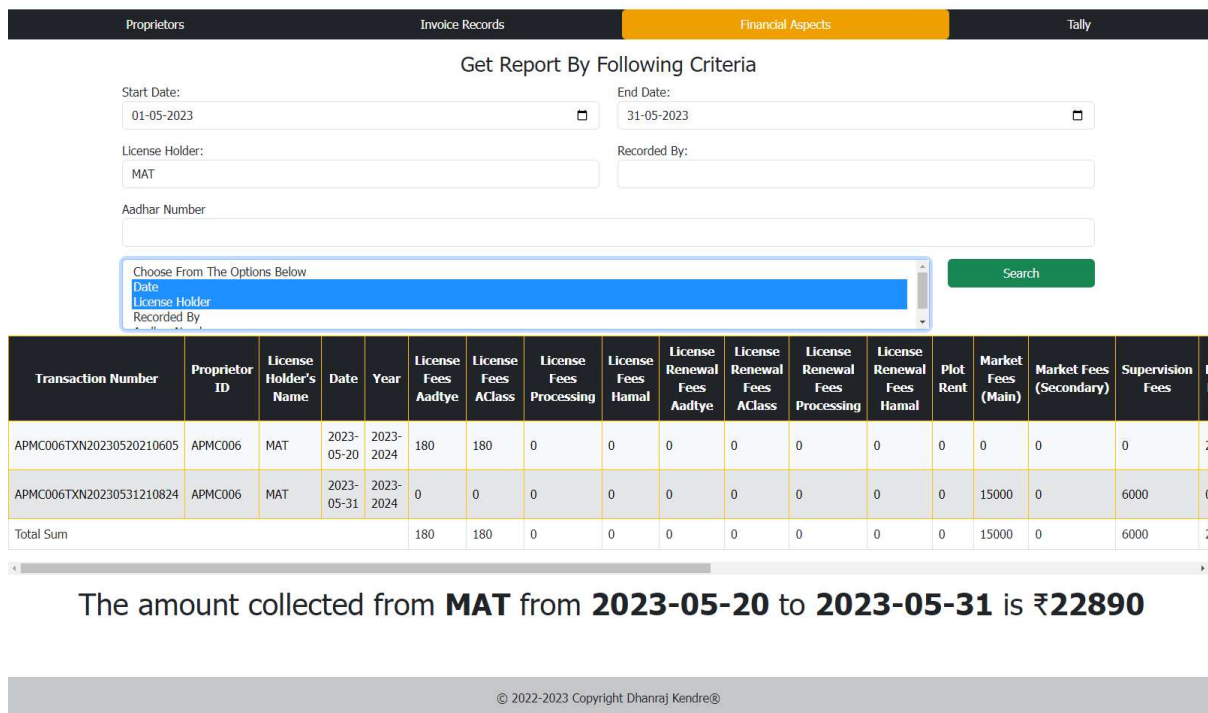 Proprietors Invoice Records Financial Aspects Tally
Get Report By Following Criteria
Start Date: End Date:
01-05-2023 31-05-2023
License Holder: Recorded By:
MAT
Aadhar Number
Choose From The Options Below Search
Date
License Holder
Recorded By
Transaction Number Proprietor ID License Holder's Name Date Year License Fees Aadtye License Fees AClass License Fees Processing License Fees Hamal License Renewal Fees Aadtye License Renewal Fees AClass License Renewal Fees Processing License Renewal Fees Hamal Plot Rent Market Fees (Main) Market Fees (Secondary) Supervision Fees
APMC006TXN20230520210605 APMC006 MAT 2023-05-20 2023-2024 180 180 0 0 0 0 0 0 0 0 0 0
APMC006TXN20230531210824 APMC006 MAT 2023-05-31 2023-2024 0 0 0 0 0 0 0 0 0 15000 0 6000
Total Sum 180 180 0 0 0 0 0 0 0 15000 0 6000
The amount collected from MAT from 2023-05-20 to 2023-05-31 is ₹22890
© 2022-2023 Copyright Dhanraj Kendre®